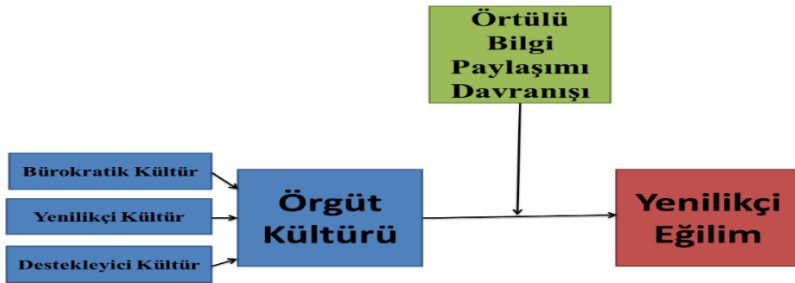 Örtülü
Bilgi
Paylaşımı
Davranışı
Bürokratik Kültür
Yenilikçi Kültür
Destekleyici Kültür
Örgüt
Kültürü
Yenilikçi
Eğilim